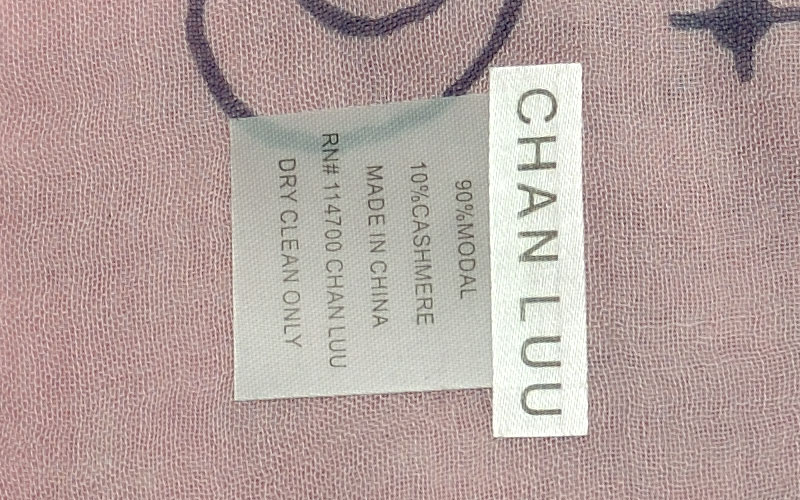 CHAN LUU
90%MODAL
10%CASHMERE
MADE IN CHINA
RN# 114700 CHAN LUU
DRY CLEAN ONLY